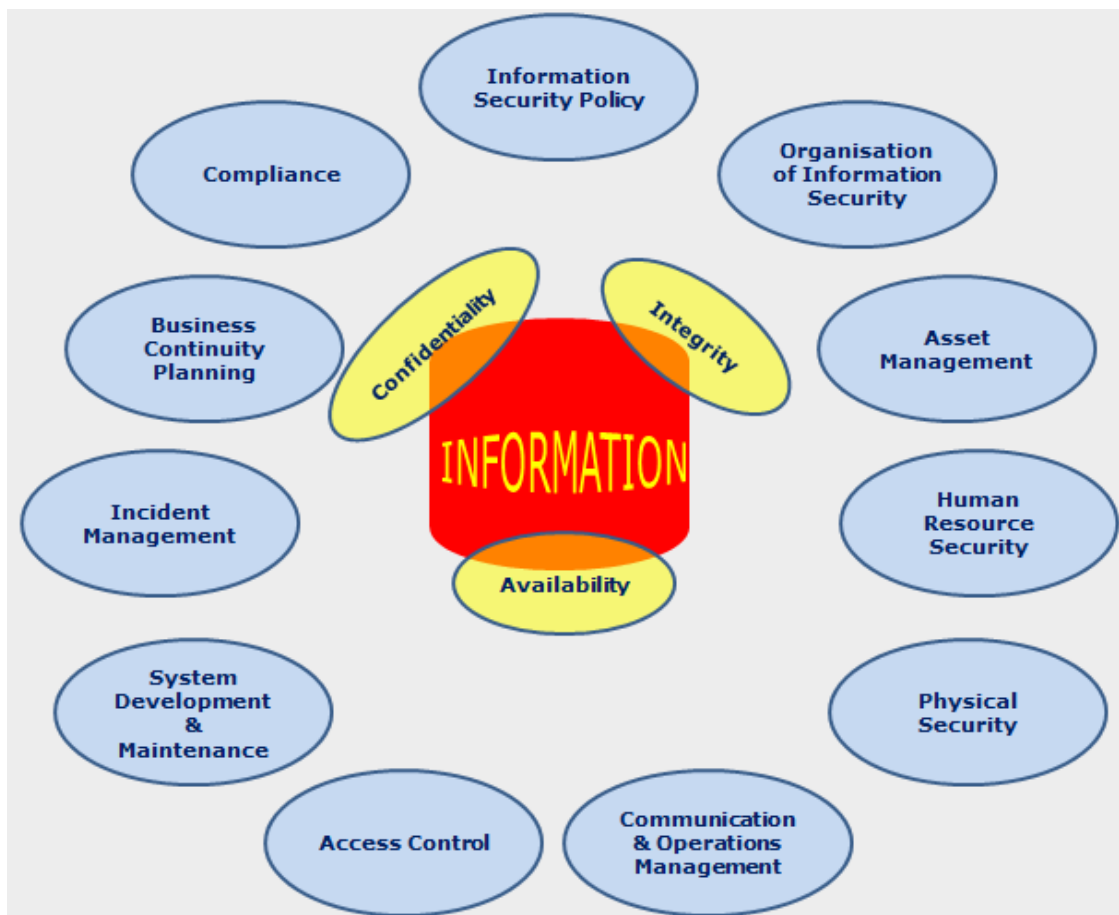 Information
Security Policy
Organisation
of Information
Security
Asset
Management
Human
Resource
Security
Physical
Security
Communication
& Operations
Management
Access Control
System
Development
&
Maintenance
Incident
Management
Business
Continuity
Planning
Compliance
Confidentiality
Integrity
INFORMATION
Availability